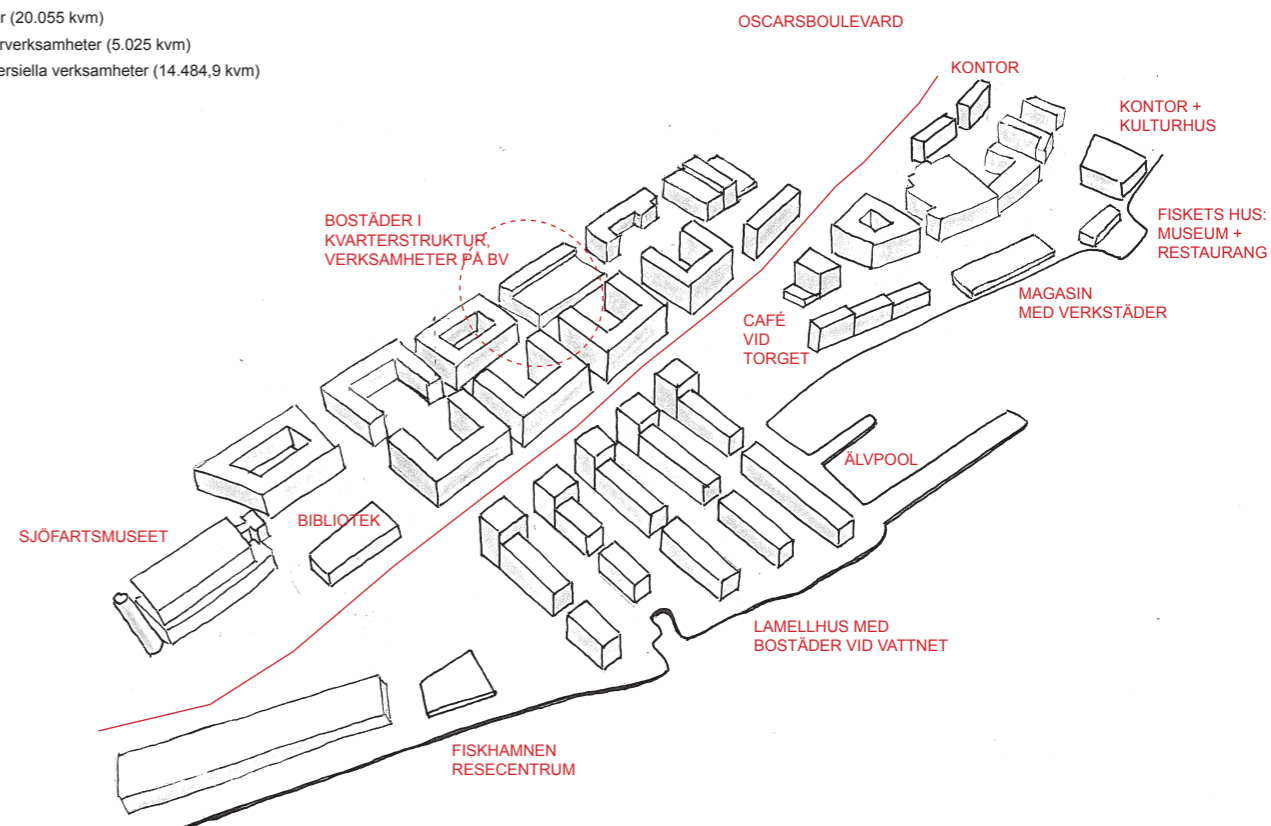 (20.055 kvm)
(5.025 kvm)
verksamheter (14.484,9 kvm)
OSCARSBOULEVARD
KONTOR
KONTOR +
KULTURHUS
BOSTÄDER I
KVARTERSTRUKTUR,
VERKSAMHETER PÅ BV
FISKETS HUS:
MUSEUM +
RESTAURANG
MAGASIN
MED VERKSTÄDER
CAFÉ
VID
TORGET
ÄLVPOOL
SJÖFARTSMUSEET
BIBLIOTEK
LAMELLHUS MED
BOSTÄDER VID VATTNET
FISKHAMNEN
RESECENTRUM